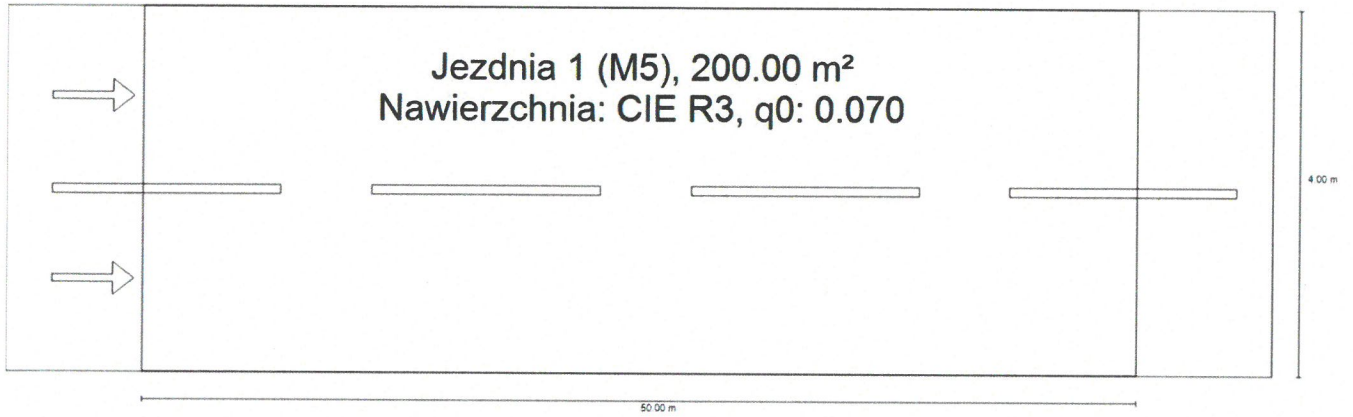 Jezdnia 1 (M5), 200.00 m²
Nawierzchnia: CIE R3, q0: 0.070
4.00 m
50.00 m